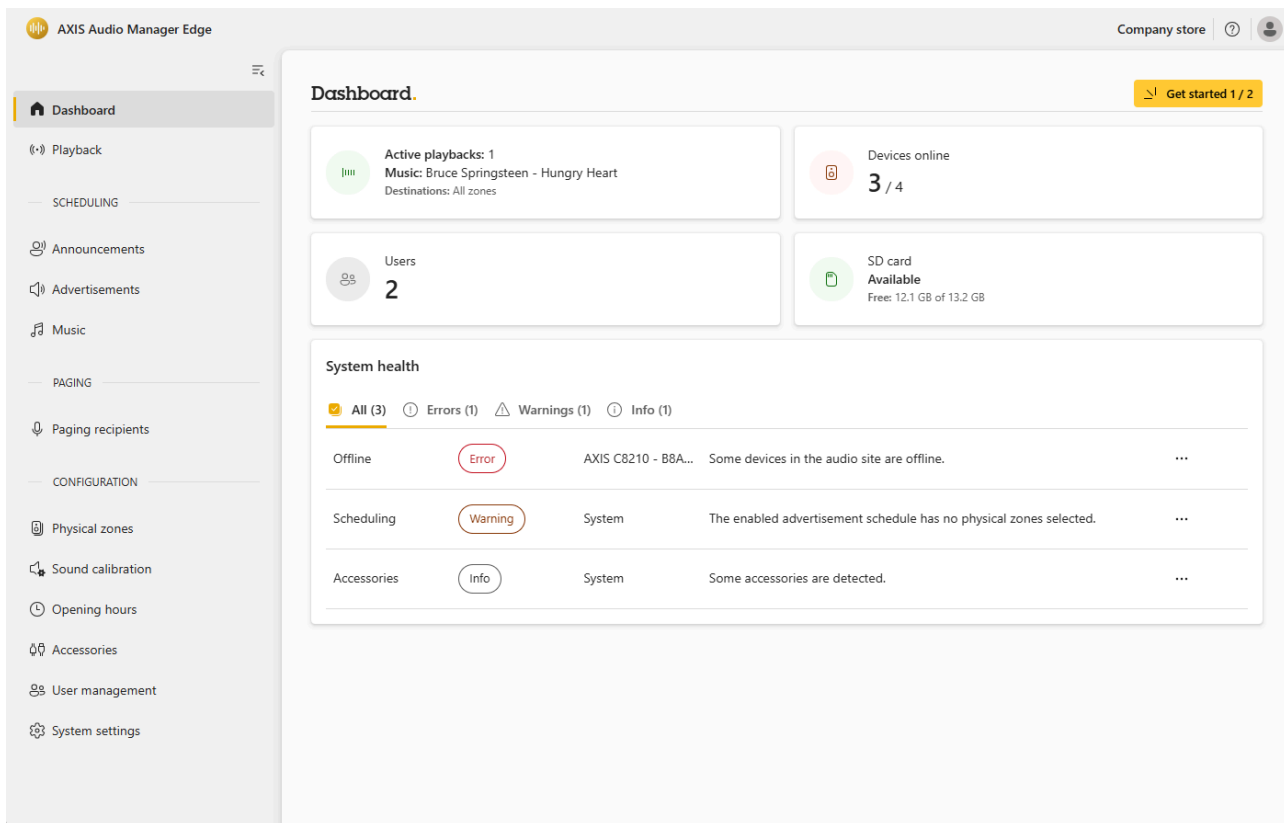 AXIS Audio Manager Edge
Company store
Dashboard
Playback
SCHEDULING
Announcements
Advertisements
Music
PAGING
Paging recipients
CONFIGURATION
Physical zones
Sound calibration
Opening hours
Accessories
User management
System settings
Dashboard.
Get started 1 / 2
Active playbacks: 1
Music: Bruce Springsteen - Hungry Heart
Destinations: All zones
Devices online
3 / 4
Users
2
SD card
Available
Free: 12.1 GB of 13.2 GB
System health
All (3) Errors (1) Warnings (1) Info (1)
Offline Error AXIS C8210 - B8A... Some devices in the audio site are offline. ...
Scheduling Warning System The enabled advertisement schedule has no physical zones selected. ...
Accessories Info System Some accessories are detected. ...